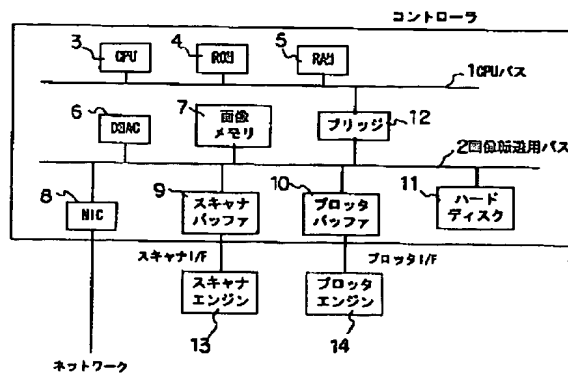 コントローラ
3
CPU
4
ROM
5
RAM
1 CPUバス
6
DMAC
7
画像
メモリ
ブリッジ
12
2 画像転送用バス
8
NIC
9
スキャナ
バッファ
10
プロッタ
バッファ
11
ハード
ディスク
スキャナI/F
プロッタI/F
スキャナ
エンジン
13
プロッタ
エンジン
14
ネットワーク